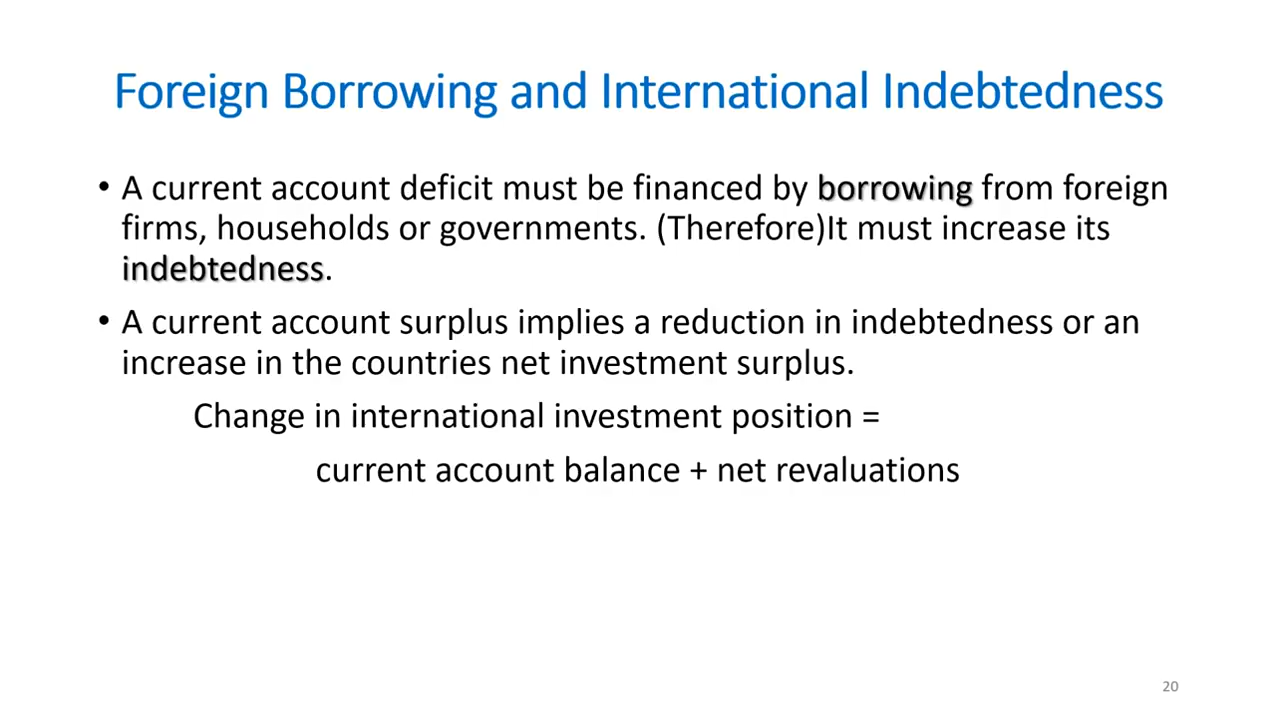 Foreign Borrowing and International Indebtedness
• A current account deficit must be financed by borrowing from foreign
firms, households or governments. (Therefore)It must increase its
indebtedness.
• A current account surplus implies a reduction in indebtedness or an
increase in the countries net investment surplus.
Change in international investment position =
current account balance + net revaluations
20